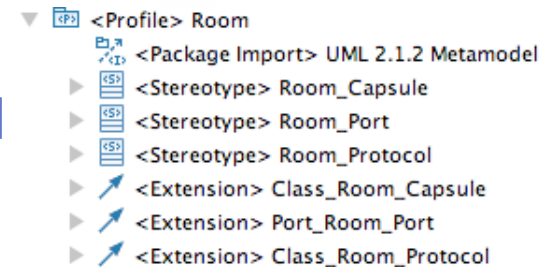 <Profile> Room
<Package Import> UML 2.1.2 Metamodel
<Stereotype> Room_Capsule
<Stereotype> Room_Port
<Stereotype> Room_Protocol
<Extension> Class_Room_Capsule
<Extension> Port_Room_Port
<Extension> Class_Room_Protocol